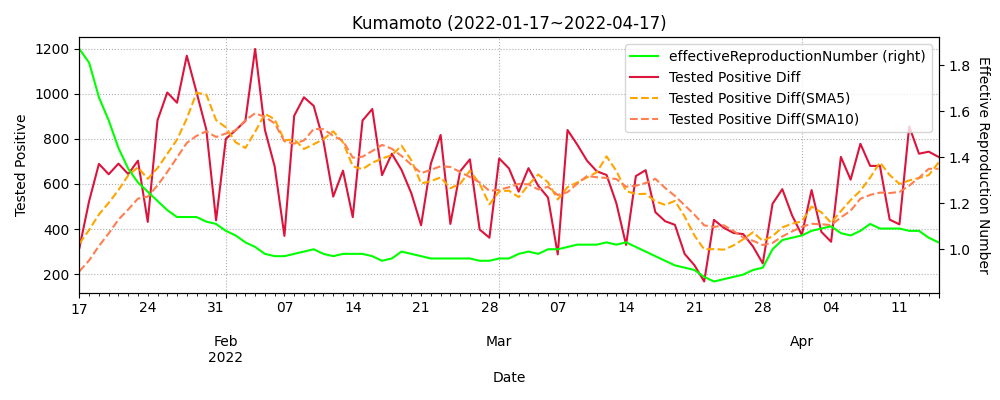 Kumamoto (2022-01-17~2022-04-17)
effectiveReproductionNumber (right)
Tested Positive Diff
Tested Positive Diff(SMA5)
Tested Positive Diff(SMA10)
Tested Positive
1200
1000
800
600
400
200
Effective Reproduction Number
1.8
1.6
1.4
1.2
1.0
17 24 31 07 14 21 28 07 14 21 28 04 11
Feb Mar Apr
2022
Date